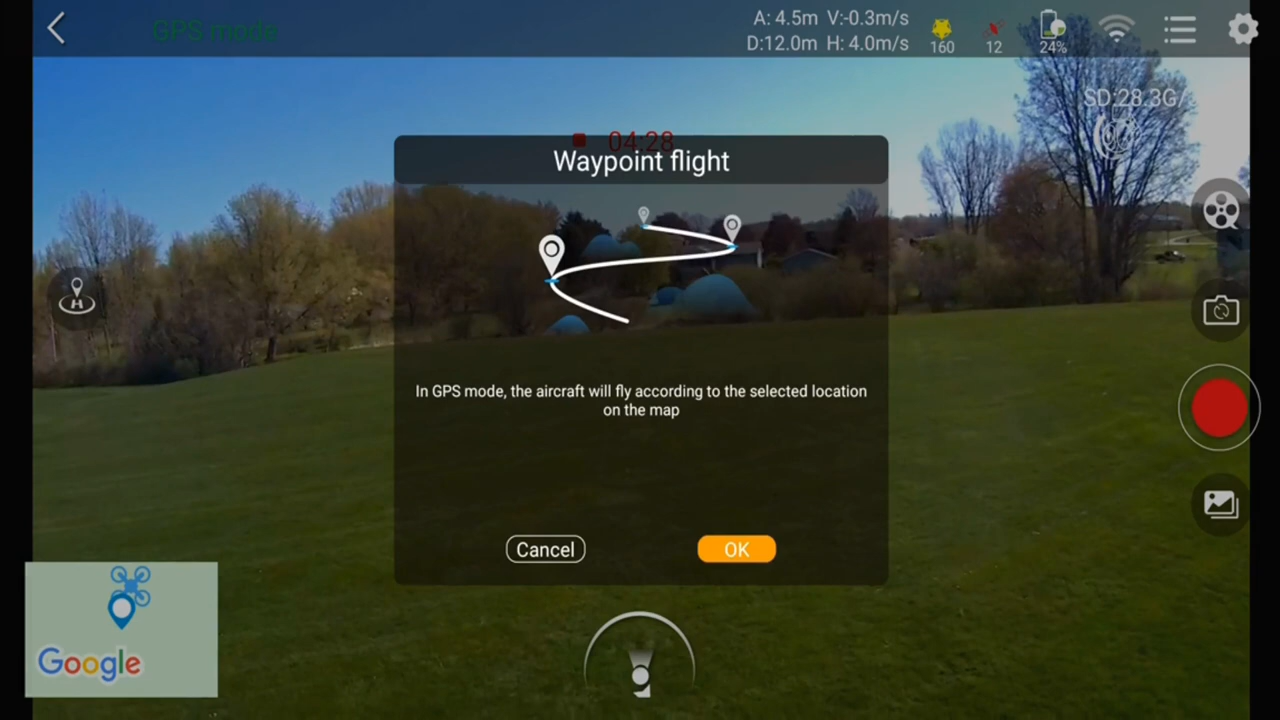 GPS mode
A: 4.5m V:-0.3m/s
D:12.0m H: 4.0m/s
160
12
24%
SD:28.3G/
04:28
Waypoint flight
H
In GPS mode, the aircraft will fly according to the selected location
on the map
Cancel
OK
Google